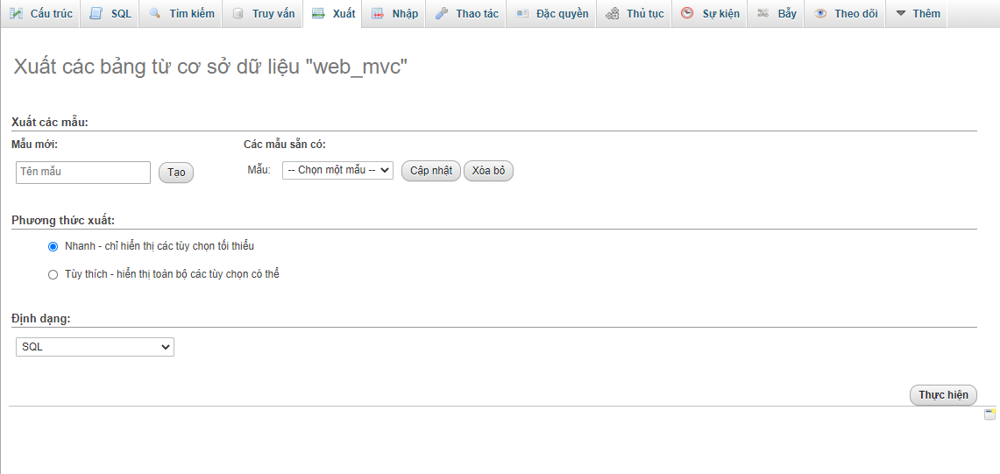 Cấu trúc SQL Tìm kiếm Truy vấn Xuất Nhập Thao tác Đặc quyền Thủ tục Sự kiện Bẫy Theo dõi Thêm
Xuất các bảng từ cơ sở dữ liệu "web_mvc"
Xuất các mẫu:
Mẫu mới: Các mẫu sẵn có:
Tên mẫu Tạo Mẫu: -- Chọn một mẫu -- Cập nhật Xóa bỏ
Phương thức xuất:
Nhanh - chỉ hiển thị các tùy chọn tối thiểu
Tùy thích - hiển thị toàn bộ các tùy chọn có thể
Định dạng:
SQL
Thực hiện